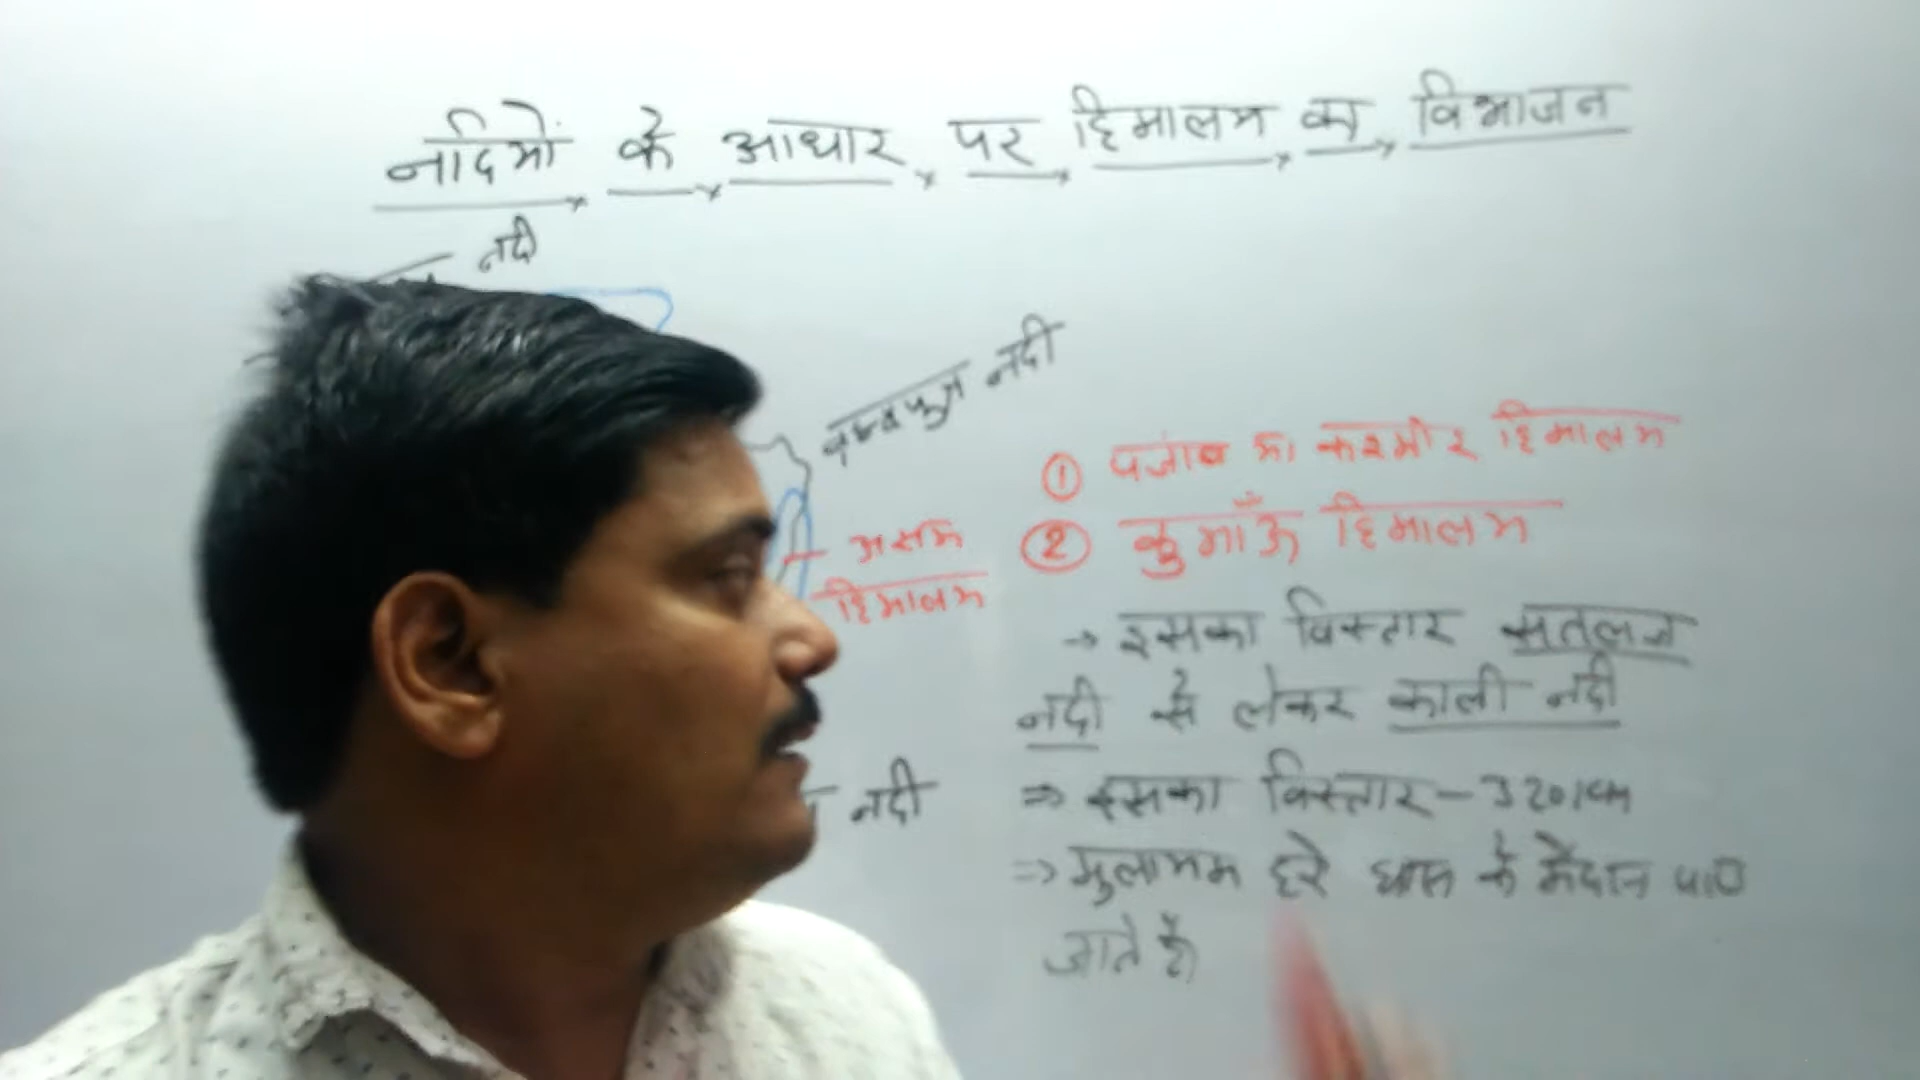 नदियों के आधार पर हिमालय का विभाजन
नदी
ब्रह्मपुत्र नदी
① पंजाब या कश्मीर हिमालय
② कुमाऊँ हिमालय
असम
हिमालय
→ इसका विस्तार सतलज
नदी से लेकर काली नदी
⇒ इसका विस्तार - 320 km
⇒ मुलायम हरे घास के मैदान पाए
जाते हैं
नदी